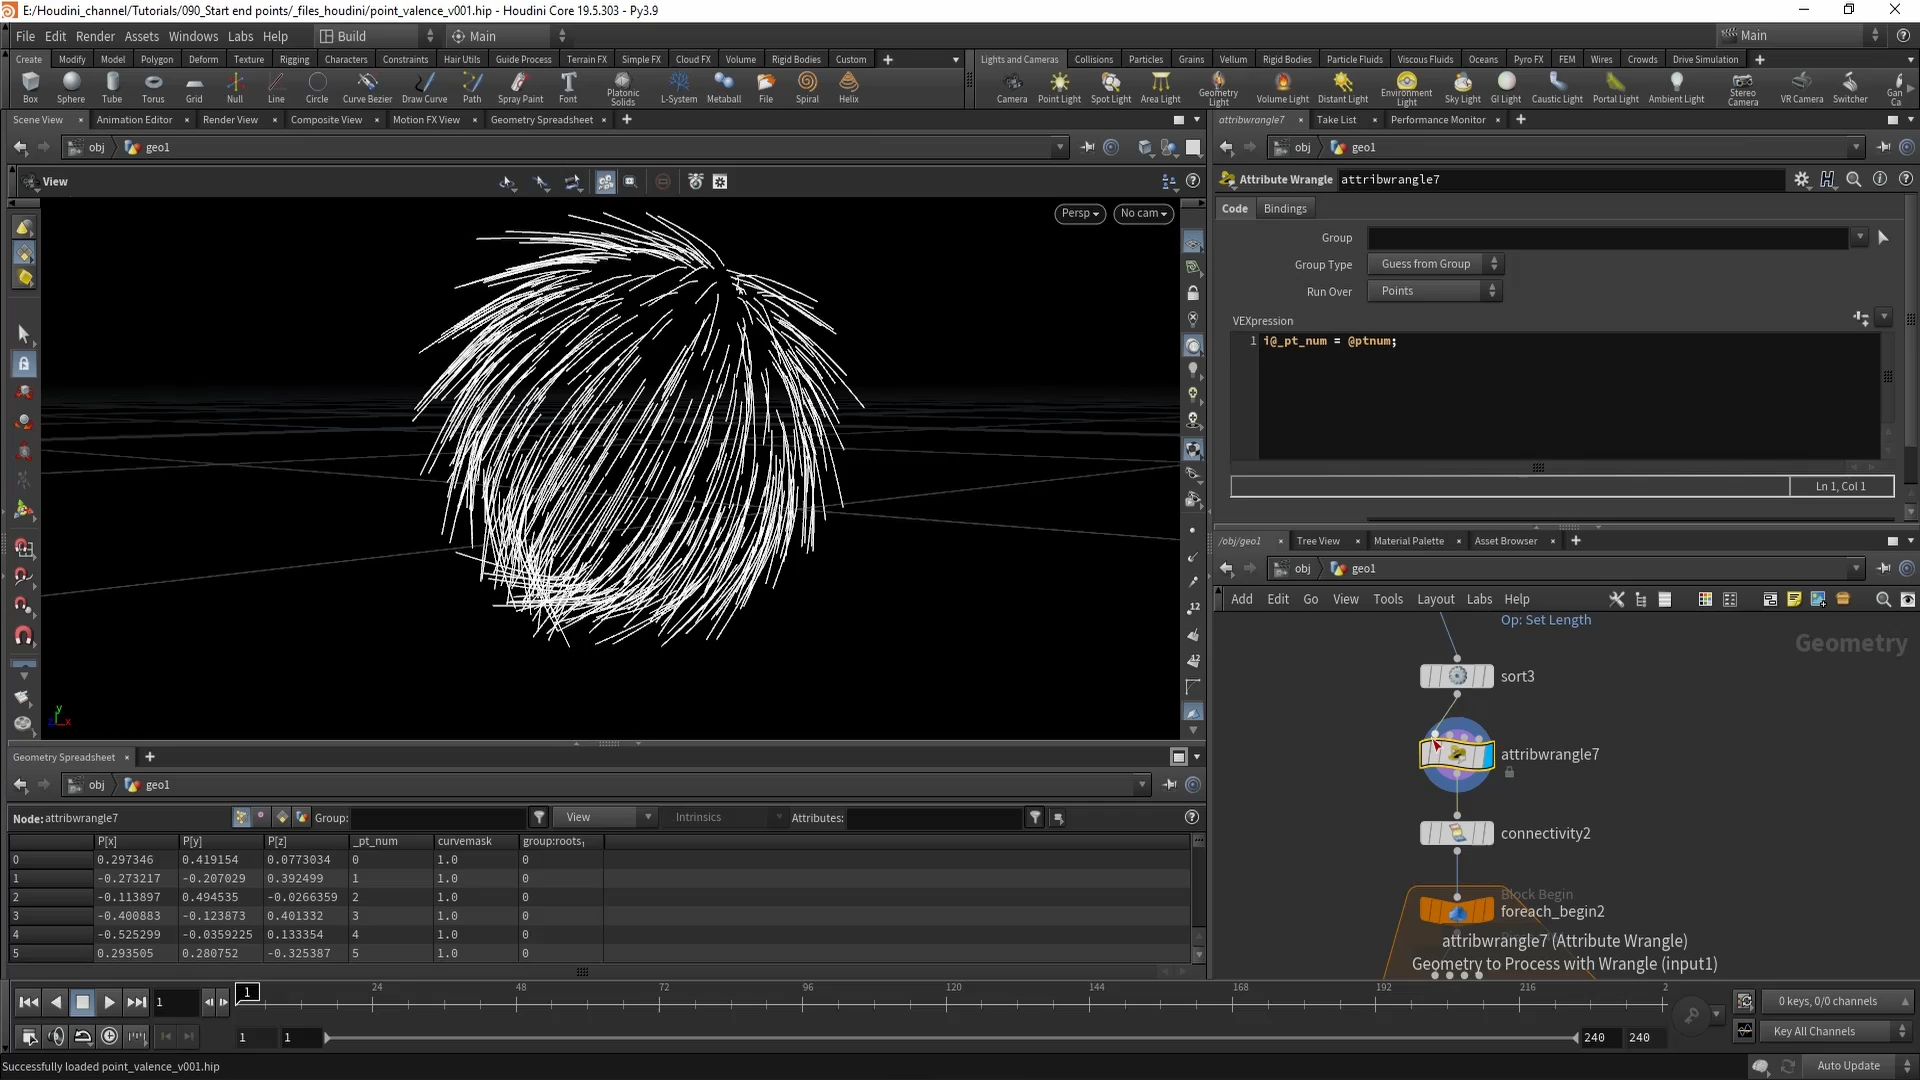 E:/Houdini_channel/Tutorials/090_Start end points/_files_houdini/point_valence_v001.hip - Houdini Core 19.5.303 - Py3.9
File Edit Render Assets Windows Labs Help Build Main Main
Create Modify Model Polygon Deform Texture Rigging Characters Constraints Hair Utils Guide Process Terrain FX Simple FX Cloud FX Volume Rigid Bodies Custom
Lights and Cameras Collisions Particles Grains Vellum Rigid Bodies Particle Fluids Viscous Fluids Oceans Pyro FX FEM Wires Crowds Drive Simulation
Box Sphere Tube Torus Grid Null Line Circle Curve Bezier Draw Curve Path Spray Paint Font Platonic Solids L-System Metaball File Spiral Helix
Camera Point Light Spot Light Area Light Geometry Light Volume Light Distant Light Environment Light Sky Light GI Light Caustic Light Portal Light Ambient Light Stereo Camera VR Camera Switcher Gan Ca
Scene View Animation Editor Render View Composite View Motion FX View Geometry Spreadsheet
obj geo1
View
Persp No cam
attribwrangle7 Take List Performance Monitor
obj geo1
Attribute Wrangle attribwrangle7
Code Bindings
Group
Group Type Guess from Group
Run Over Points
VEXpression
1 i@_pt_num = @ptnum;
Ln 1, Col 1
/obj/geo1 Tree View Material Palette Asset Browser
obj geo1
Add Edit Go View Tools Layout Labs Help
Op: Set Length
Geometry
sort3
attribwrangle7
connectivity2
Block Begin
foreach_begin2
attribwrangle7 (Attribute Wrangle)
Geometry to Process with Wrangle (input1)
Geometry Spreadsheet
obj geo1
Node: attribwrangle7 Group: View Intrinsics Attributes:
P[x] P[y] P[z] _pt_num curvemask group:roots
0 0.297346 0.419154 0.0773034 0 1.0 0
1 -0.273217 -0.207029 0.392499 1 1.0 0
2 -0.113897 0.494535 -0.0266359 2 1.0 0
3 -0.400883 -0.123873 0.401332 3 1.0 0
4 -0.525299 -0.0359225 0.133354 4 1.0 0
5 0.293505 0.280752 -0.325387 5 1.0 0
1 1 24 48 72 96 120 144 168 192 216 2
0 keys, 0/0 channels
1 1 240 240
Key All Channels
Successfully loaded point_valence_v001.hip
Auto Update